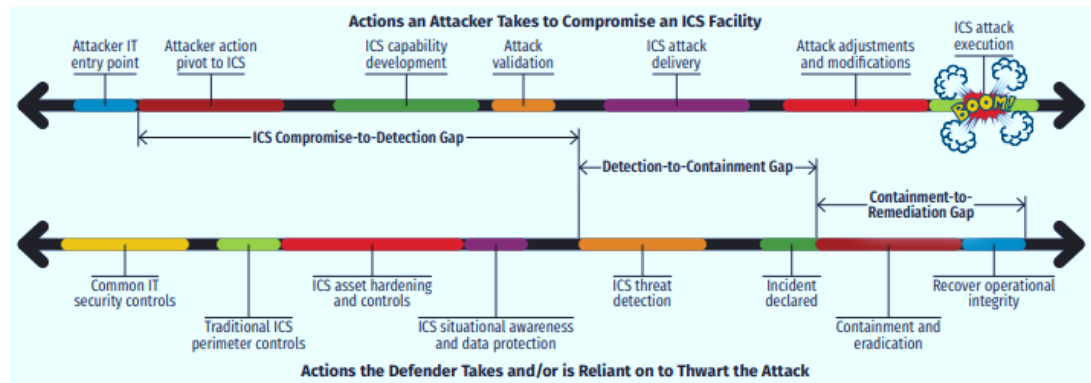 Actions an Attacker Takes to Compromise an ICS Facility
Attacker IT
entry point
Attacker action
pivot to ICS
ICS capability
development
Attack
validation
ICS attack
delivery
Attack adjustments
and modifications
ICS attack
execution
BOOM!
ICS Compromise-to-Detection Gap
Detection-to-Containment Gap
Containment-to-
Remediation Gap
Common IT
security controls
Traditional ICS
perimeter controls
ICS asset hardening
and controls
ICS situational awareness
and data protection
ICS threat
detection
Incident
declared
Containment and
eradication
Recover operational
integrity
Actions the Defender Takes and/or is Reliant on to Thwart the Attack